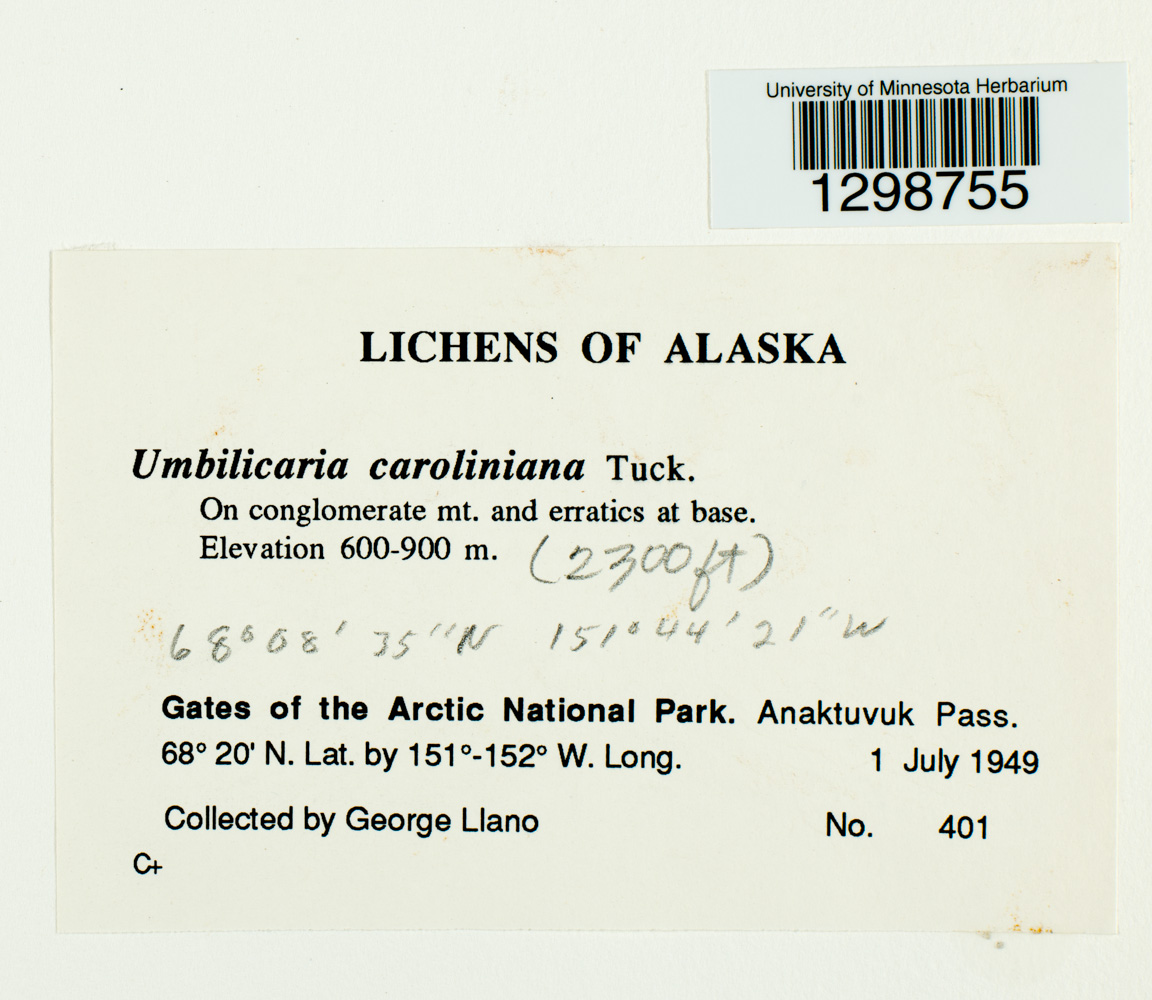 University of Minnesota Herbarium
1298755
LICHENS OF ALASKA
Umbilicaria caroliniana Tuck.
On conglomerate mt. and erratics at base.
Elevation 600-900 m. (2300ft)
68° 08' 35"N 151° 44' 21"W
Gates of the Arctic National Park. Anaktuvuk Pass.
68° 20' N. Lat. by 151°-152° W. Long. 1 July 1949
Collected by George Llano No. 401
C+